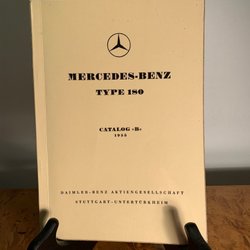 MERCEDES-BENZ
TYPE 180
CATALOG «B»
1955
DAIMLER-BENZ AKTIENGESELLSCHAFT
STUTTGART-UNTERTÜRKHEIM